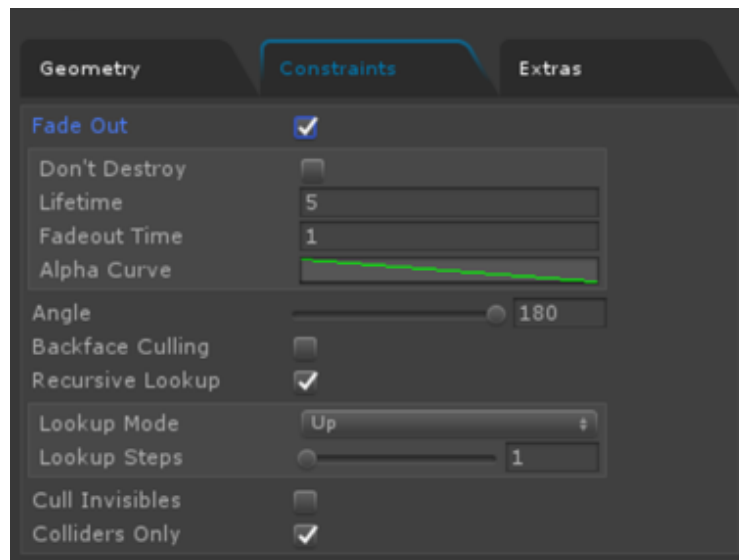 Geometry Constraints Extras
Fade Out
Don't Destroy
Lifetime 5
Fadeout Time 1
Alpha Curve
Angle 180
Backface Culling
Recursive Lookup
Lookup Mode Up
Lookup Steps 1
Cull Invisibles
Colliders Only